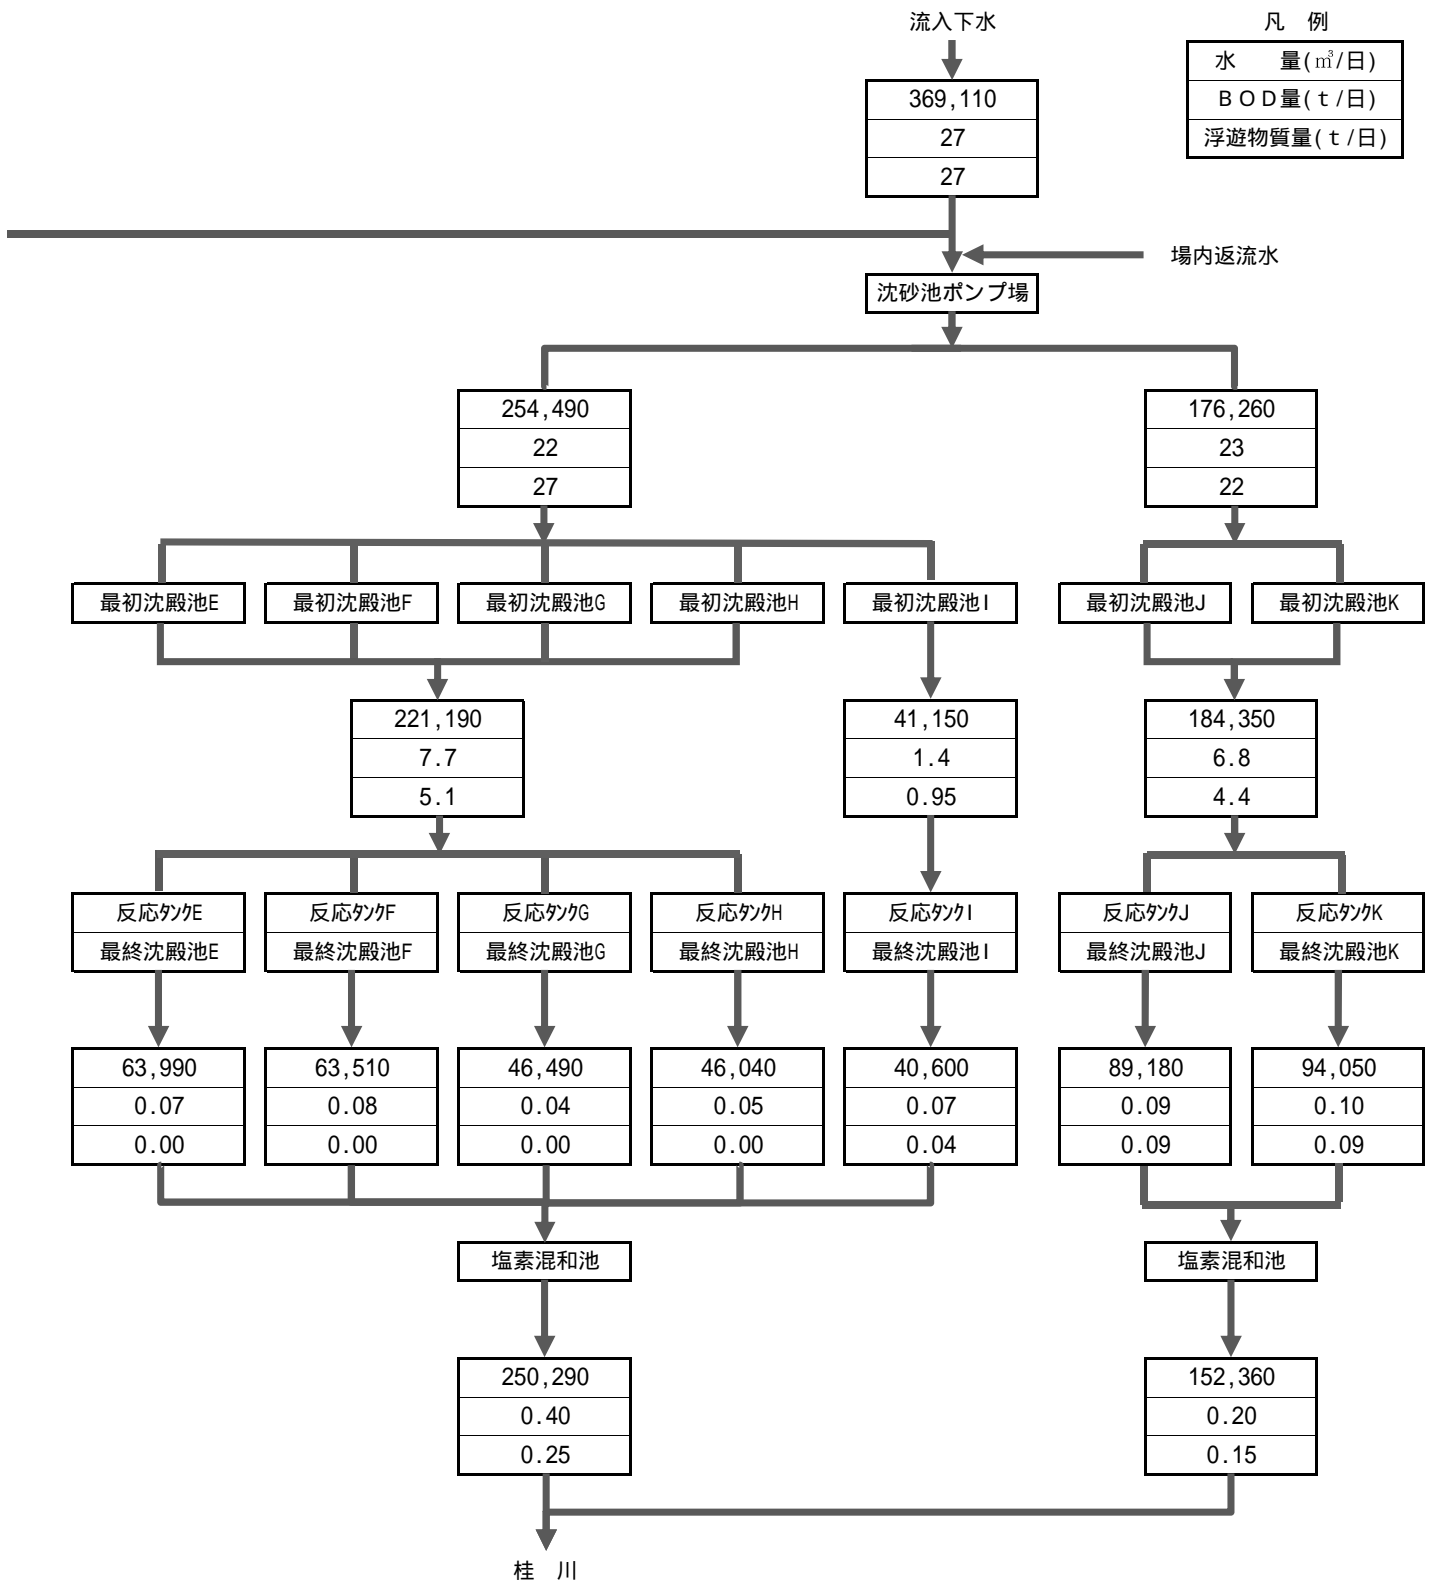 流入下水
凡　例
水　　量(㎥/日)
ＢＯＤ量(ｔ/日)
浮遊物質量(ｔ/日)
369,110
27
27
場内返流水
沈砂池ポンプ場
254,490
22
27
176,260
23
22
最初沈殿池E
最初沈殿池F
最初沈殿池G
最初沈殿池H
最初沈殿池I
最初沈殿池J
最初沈殿池K
221,190
7.7
5.1
41,150
1.4
0.95
184,350
6.8
4.4
反応ﾀﾝｸE
最終沈殿池E
反応ﾀﾝｸF
最終沈殿池F
反応ﾀﾝｸG
最終沈殿池G
反応ﾀﾝｸH
最終沈殿池H
反応ﾀﾝｸI
最終沈殿池I
反応ﾀﾝｸJ
最終沈殿池J
反応ﾀﾝｸK
最終沈殿池K
63,990
0.07
0.00
63,510
0.08
0.00
46,490
0.04
0.00
46,040
0.05
0.00
40,600
0.07
0.04
89,180
0.09
0.09
94,050
0.10
0.09
塩素混和池
塩素混和池
250,290
0.40
0.25
152,360
0.20
0.15
桂　川